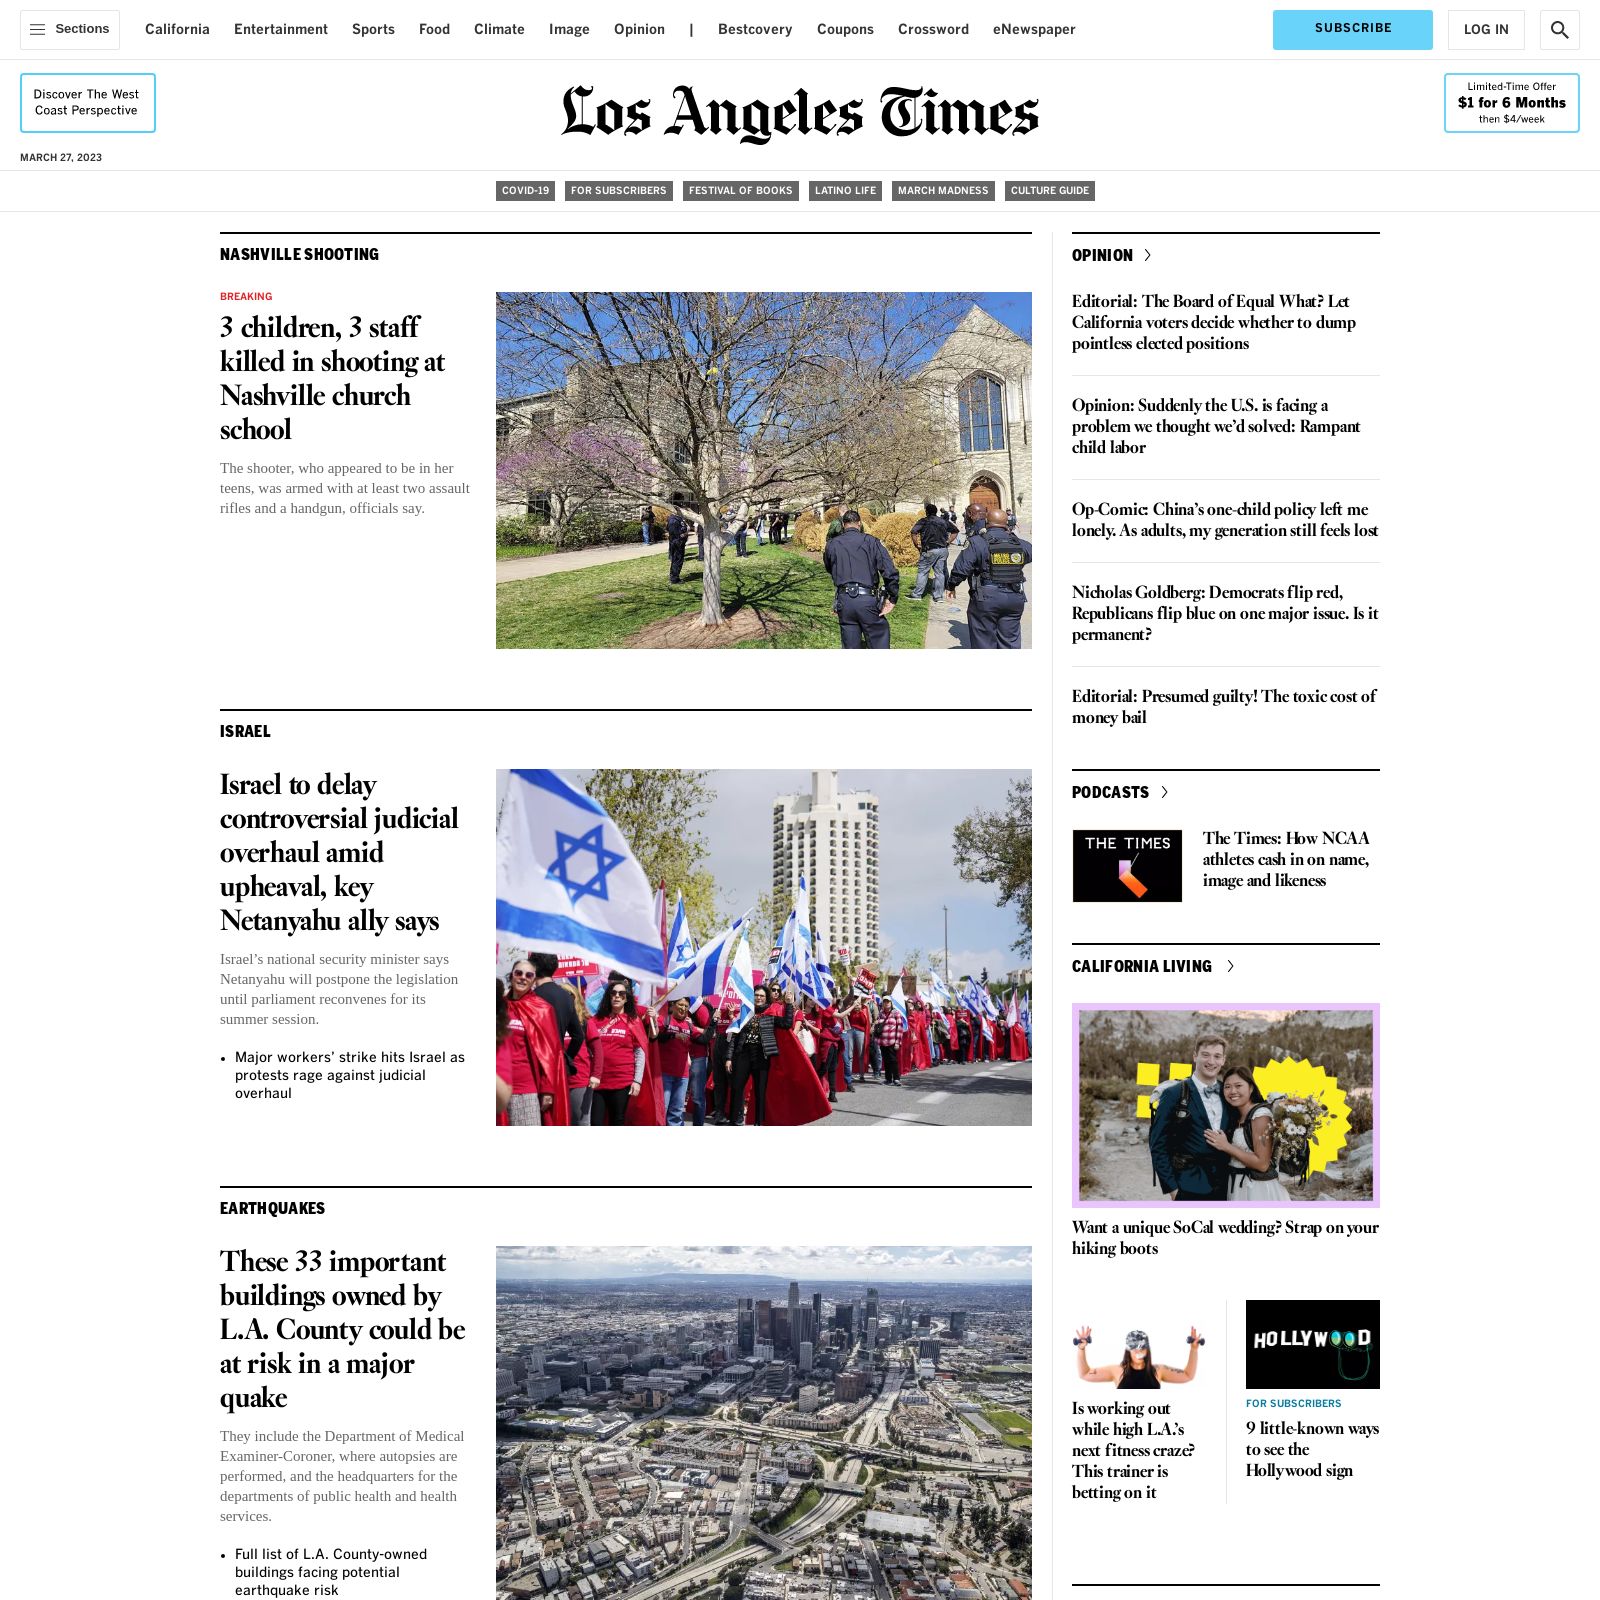 Sections
California
Entertainment
Sports
Food
Climate
Image
Opinion
|
Bestcovery
Coupons
Crossword
eNewspaper
SUBSCRIBE
LOG IN
Discover The West
Coast Perspective
Los Angeles Times
Limited-Time Offer
$1 for 6 Months
then $4/week
MARCH 27, 2023
COVID-19
FOR SUBSCRIBERS
FESTIVAL OF BOOKS
LATINO LIFE
MARCH MADNESS
CULTURE GUIDE
NASHVILLE SHOOTING
BREAKING
3 children, 3 staff
killed in shooting at
Nashville church
school
The shooter, who appeared to be in her
teens, was armed with at least two assault
rifles and a handgun, officials say.
ISRAEL
Israel to delay
controversial judicial
overhaul amid
upheaval, key
Netanyahu ally says
Israel’s national security minister says
Netanyahu will postpone the legislation
until parliament reconvenes for its
summer session.
• Major workers’ strike hits Israel as
protests rage against judicial
overhaul
EARTHQUAKES
These 33 important
buildings owned by
L.A. County could be
at risk in a major
quake
They include the Department of Medical
Examiner-Coroner, where autopsies are
performed, and the headquarters for the
departments of public health and health
services.
• Full list of L.A. County-owned
buildings facing potential
earthquake risk
OPINION
Editorial: The Board of Equal What? Let
California voters decide whether to dump
pointless elected positions
Opinion: Suddenly the U.S. is facing a
problem we thought we’d solved: Rampant
child labor
Op-Comic: China’s one-child policy left me
lonely. As adults, my generation still feels lost
Nicholas Goldberg: Democrats flip red,
Republicans flip blue on one major issue. Is it
permanent?
Editorial: Presumed guilty! The toxic cost of
money bail
PODCASTS
THE TIMES
The Times: How NCAA
athletes cash in on name,
image and likeness
CALIFORNIA LIVING
Want a unique SoCal wedding? Strap on your
hiking boots
Is working out
while high L.A.’s
next fitness craze?
This trainer is
betting on it
HOLLYWOOD
FOR SUBSCRIBERS
9 little-known ways
to see the
Hollywood sign